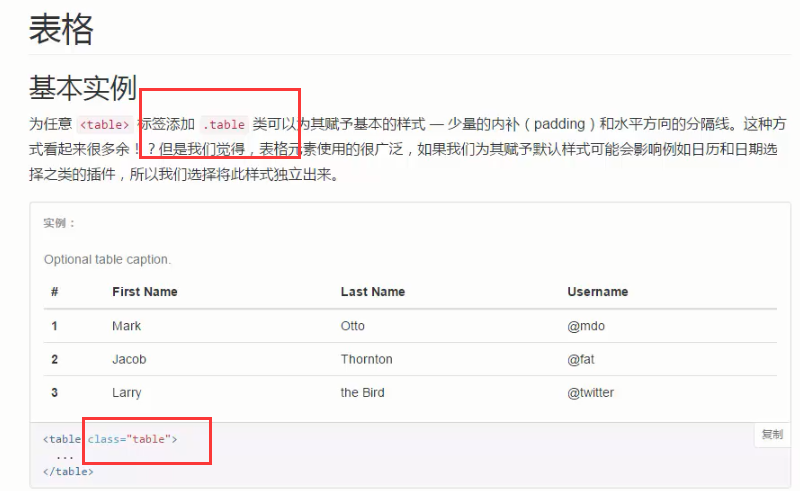 表格
基本实例
为任意 <table> 标签添加 .table 类可以为其赋予基本的样式 — 少量的内补（padding）和水平方向的分隔线。这种方
式看起来很多余！？但是我们觉得，表格元素使用的很广泛，如果我们为其赋予默认样式可能会影响例如日历和日期选
择之类的插件，所以我们选择将此样式独立出来。
实例：
Optional table caption.
# First Name Last Name Username
1 Mark Otto @mdo
2 Jacob Thornton @fat
3 Larry the Bird @twitter
复制
<table class="table">
...
</table>